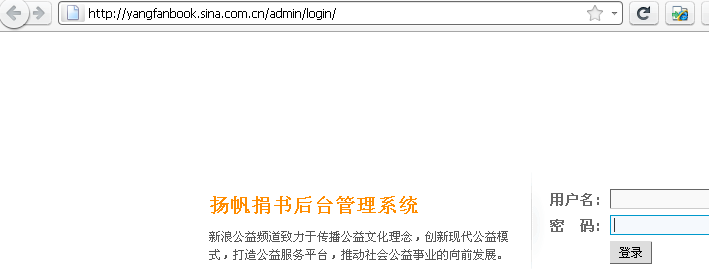 http://yangfanbook.sina.com.cn/admin/login/
扬帆捐书后台管理系统
新浪公益频道致力于传播公益文化理念，创新现代公益模
式，打造公益服务平台，推动社会公益事业的向前发展。
用户名：
密 码：
登录